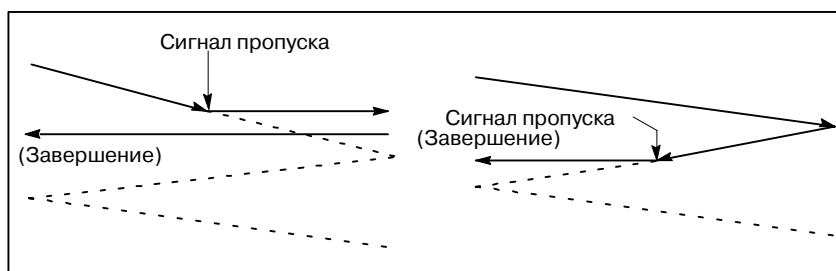 Сигнал пропуска
(Завершение)
Сигнал пропуска
(Завершение)